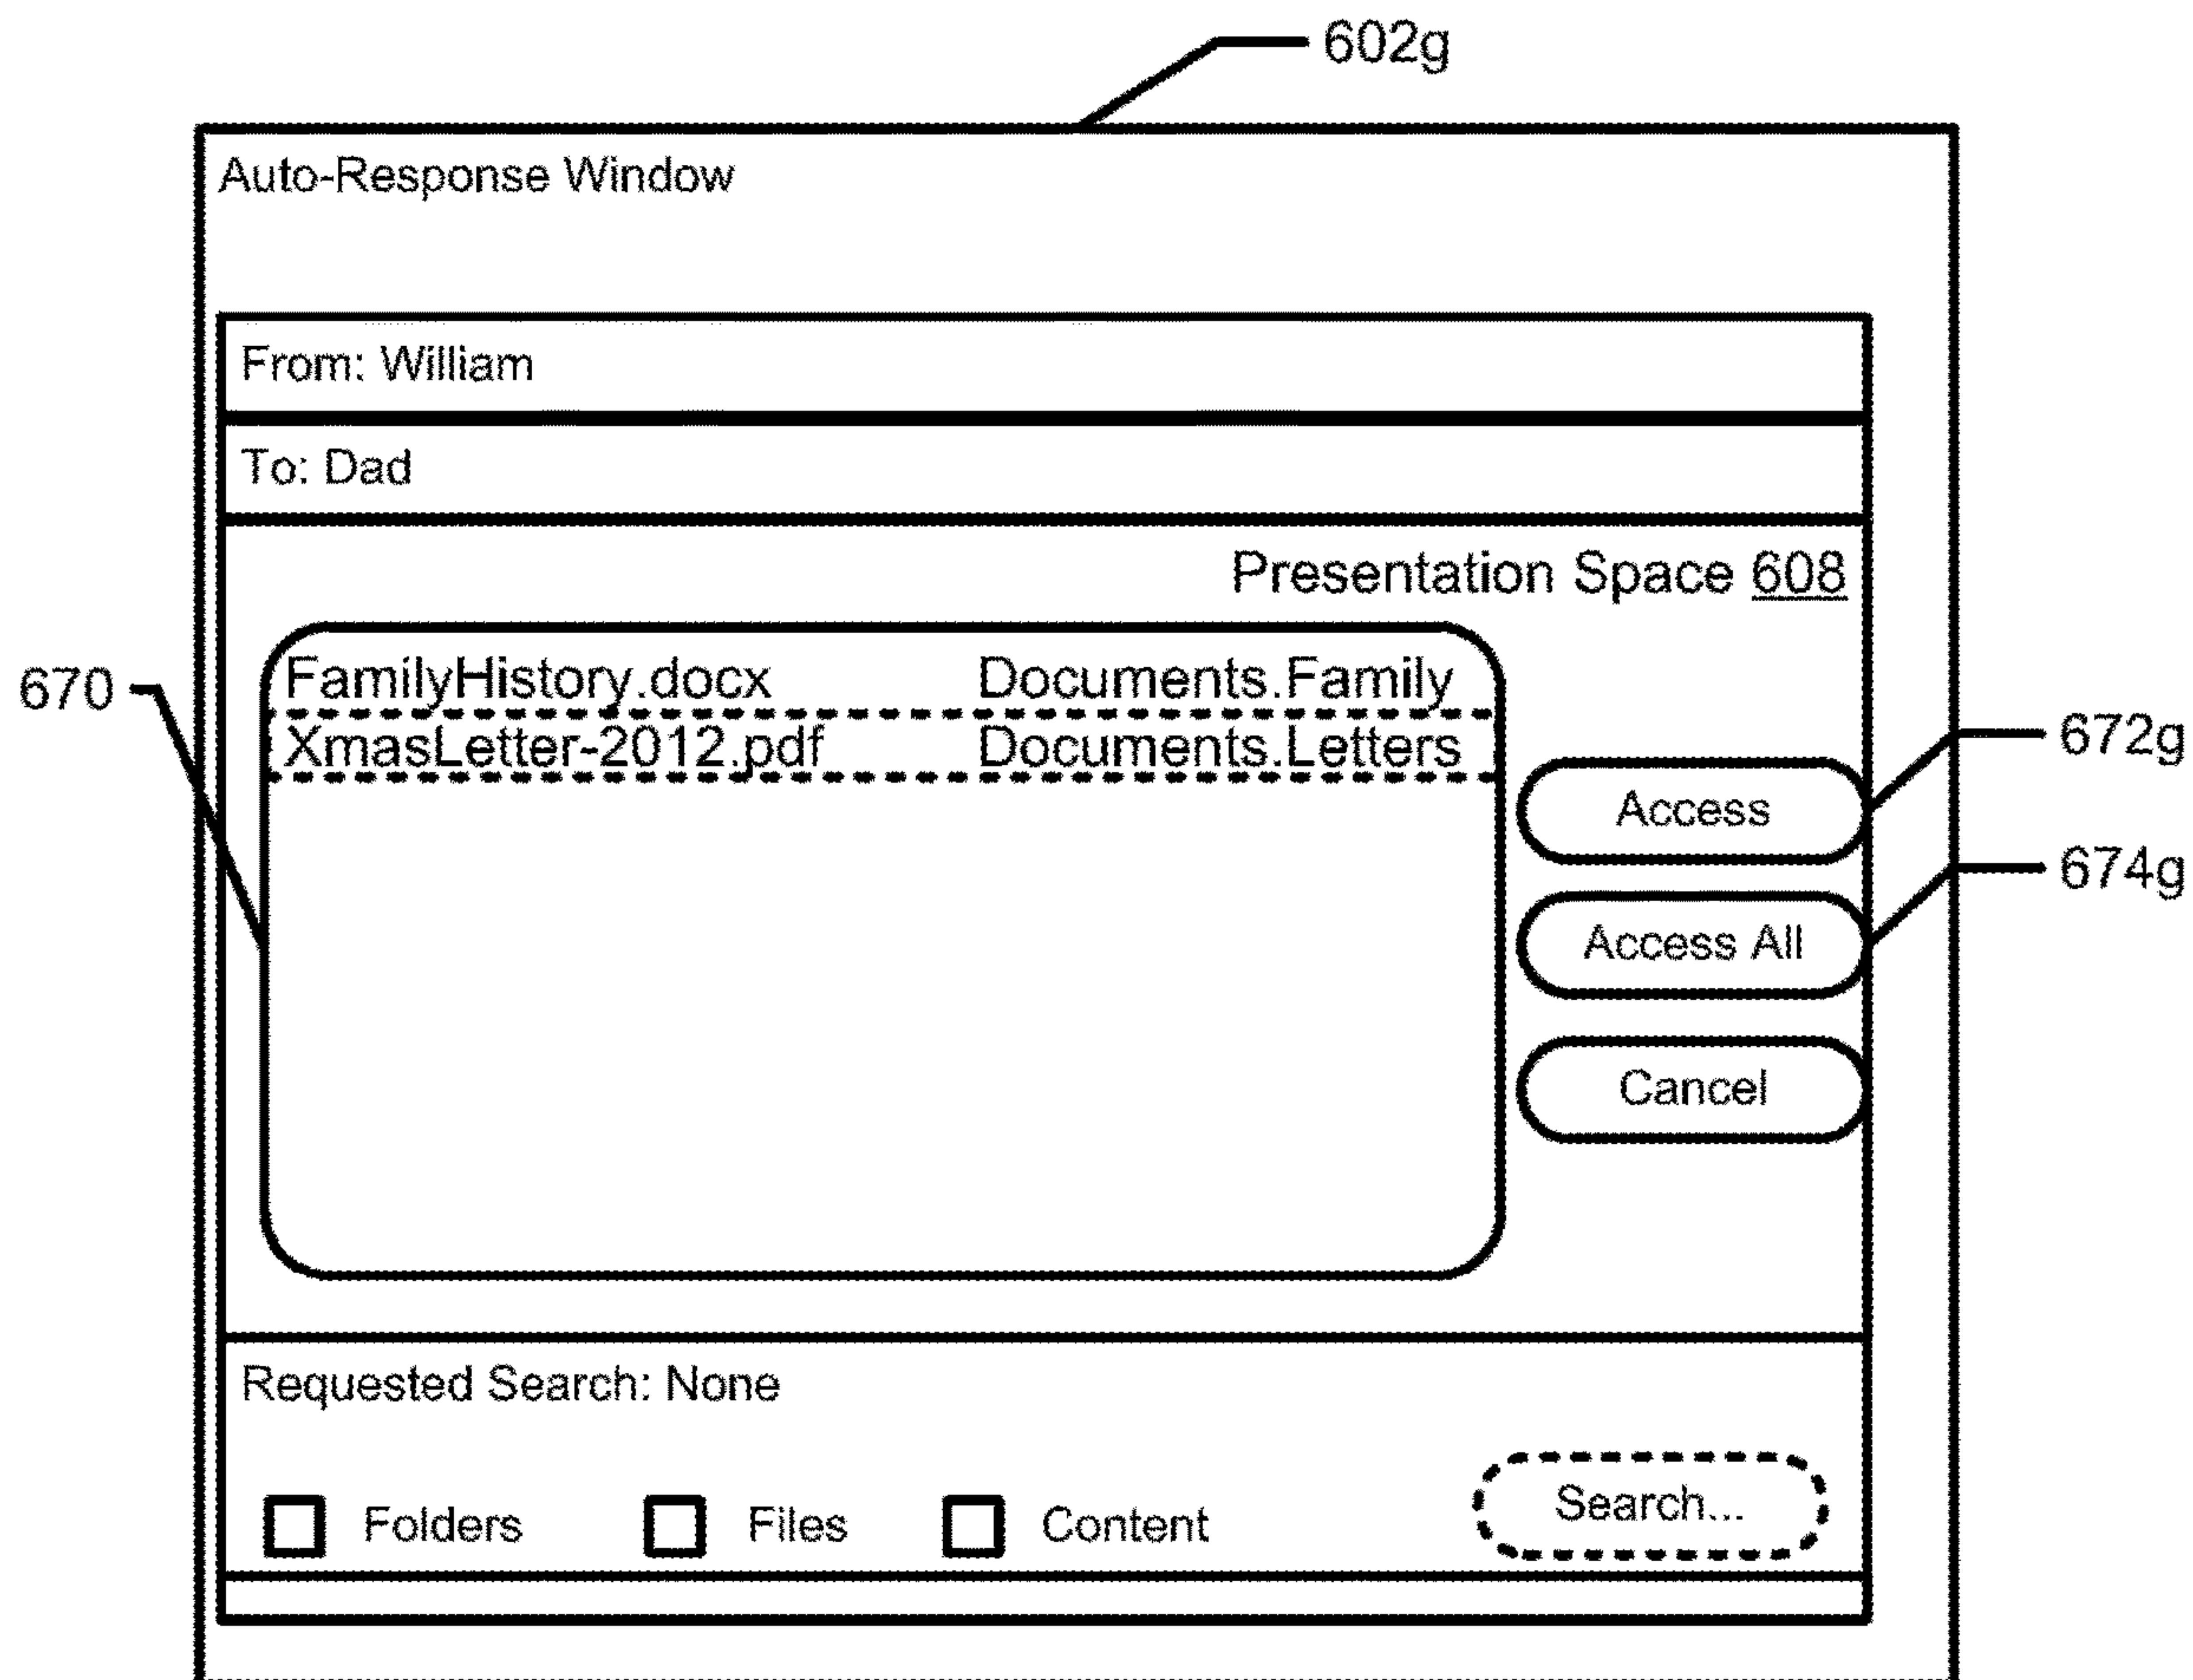 602g
Auto-Response Window
From: William
To: Dad
Presentation Space 608
670
FamilyHistory.docx Documents.Family
XmasLetter-2012.pdf Documents.Letters
672g
Access
674g
Access All
Cancel
Requested Search: None
Folders Files Content Search...